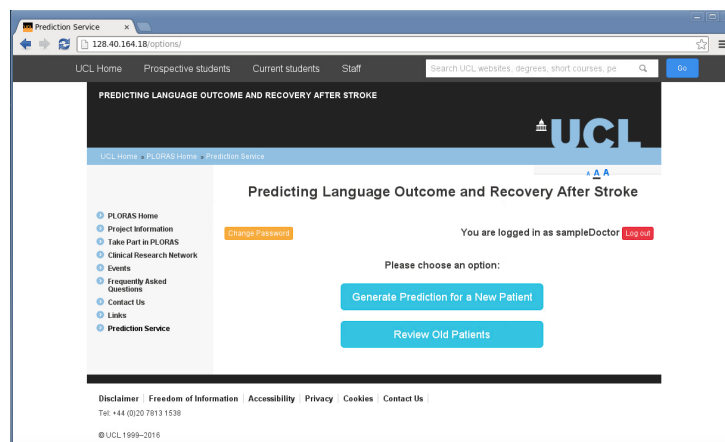 Prediction Service
128.40.164.18/options/
UCL Home Prospective students Current students Staff Search UCL websites, degrees, short courses, pe Go
PREDICTING LANGUAGE OUTCOME AND RECOVERY AFTER STROKE
UCL
UCL Home » PLORAS Home » Prediction Service
A A A
Predicting Language Outcome and Recovery After Stroke
PLORAS Home
Project Information
Take Part in PLORAS
Clinical Research Network
Events
Frequently Asked
Questions
Contact Us
Links
Prediction Service
Change Password
You are logged in as sampleDoctor Log out
Please choose an option:
Generate Prediction for a New Patient
Review Old Patients
Disclaimer | Freedom of Information | Accessibility | Privacy | Cookies | Contact Us |
Tel: +44 (0)20 7813 1538
© UCL 1999–2016